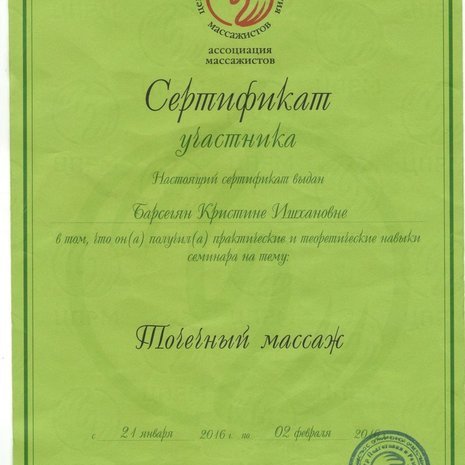 массажистов
ассоциация
массажистов
Сертификат
участника
Настоящий сертификат выдан
Барсегян Кристине Ишхановне
в том, что он(а) получил(а) практические и теоретические навыки
семинара на тему:
Точечный массаж
с 21 января 2016 г. по 02 февраля